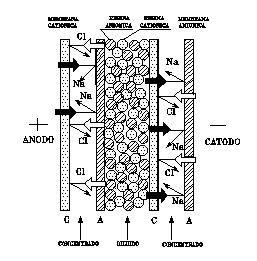 MEMBRANA CATIONICA
RESINA ANIONICA
RESINA CATIONICA
MEMBRANA ANIONICA
Cl
Na
Na
Na
Cl
Cl
Na
Cl
Cl
Na
+
ANODO
−
CATODO
C
A
C
A
CONCENTRADO
DILUIDO
CONCENTRADO